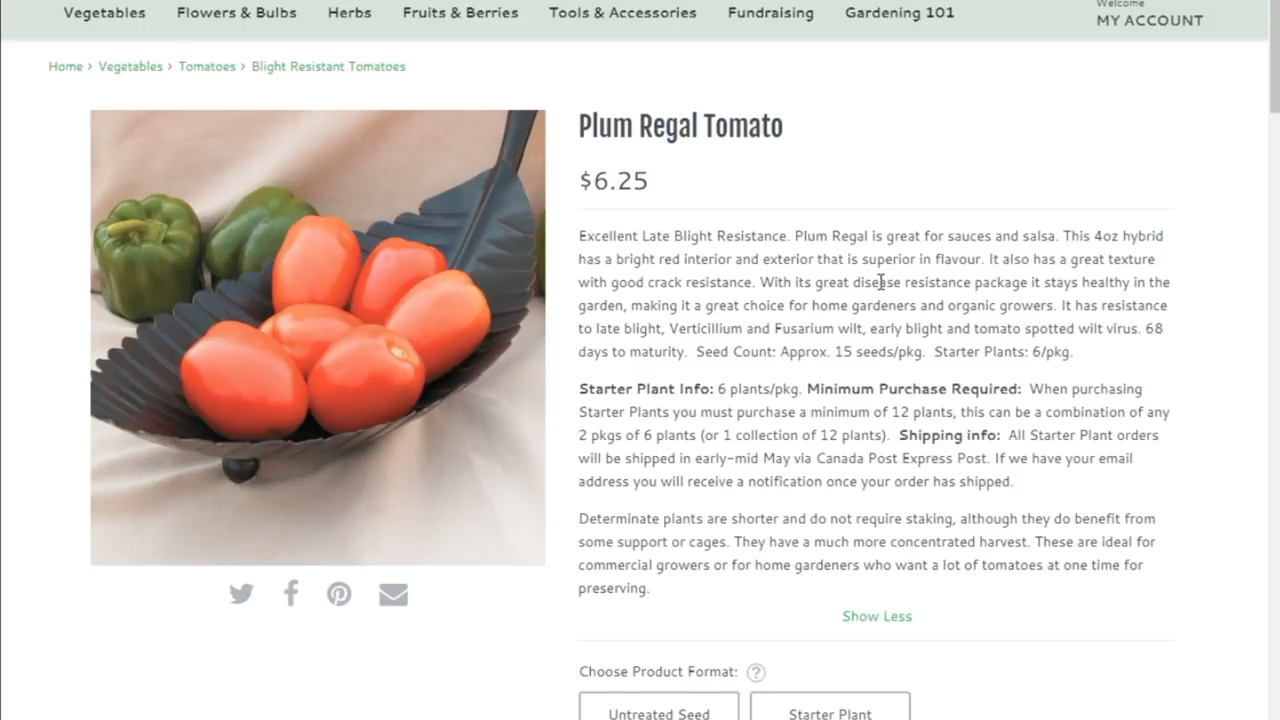 Vegetables Flowers & Bulbs Herbs Fruits & Berries Tools & Accessories Fundraising Gardening 101
Welcome
MY ACCOUNT
Home > Vegetables > Tomatoes > Blight Resistant Tomatoes
Plum Regal Tomato
$6.25
Excellent Late Blight Resistance. Plum Regal is great for sauces and salsa. This 4oz hybrid
has a bright red interior and exterior that is superior in flavour. It also has a great texture
with good crack resistance. With its great disease resistance package it stays healthy in the
garden, making it a great choice for home gardeners and organic growers. It has resistance
to late blight, Verticillium and Fusarium wilt, early blight and tomato spotted wilt virus. 68
days to maturity. Seed Count: Approx. 15 seeds/pkg. Starter Plants: 6/pkg.
Starter Plant Info: 6 plants/pkg. Minimum Purchase Required: When purchasing
Starter Plants you must purchase a minimum of 12 plants, this can be a combination of any
2 pkgs of 6 plants (or 1 collection of 12 plants). Shipping info: All Starter Plant orders
will be shipped in early-mid May via Canada Post Express Post. If we have your email
address you will receive a notification once your order has shipped.
Determinate plants are shorter and do not require staking, although they do benefit from
some support or cages. They have a much more concentrated harvest. These are ideal for
commercial growers or for home gardeners who want a lot of tomatoes at one time for
preserving.
Show Less
Choose Product Format: ?
Untreated Seed Starter Plant